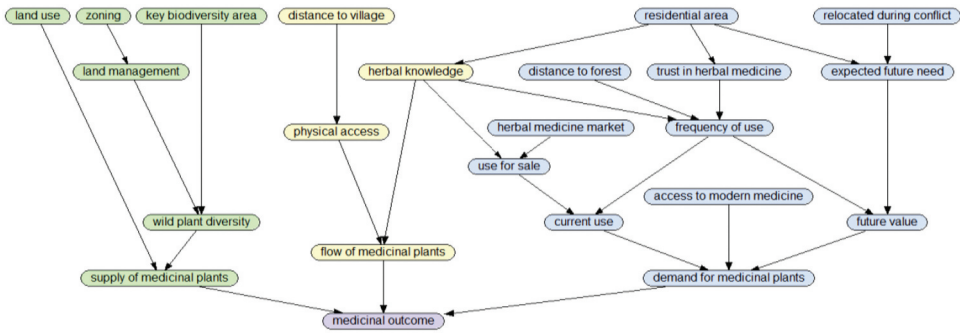 land use
zoning
key biodiversity area
distance to village
residential area
relocated during conflict
land management
herbal knowledge
distance to forest
trust in herbal medicine
expected future need
physical access
herbal medicine market
frequency of use
use for sale
access to modern medicine
wild plant diversity
current use
future value
flow of medicinal plants
supply of medicinal plants
demand for medicinal plants
medicinal outcome